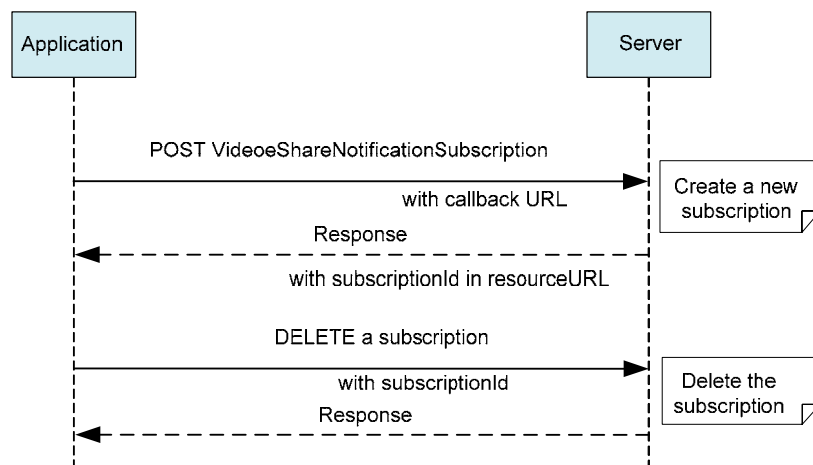 Application
Server
POST VideoeShareNotificationSubscription
with callback URL
Create a new
subscription
Response
with subscriptionId in resourceURL
DELETE a subscription
with subscriptionId
Delete the
subscription
Response